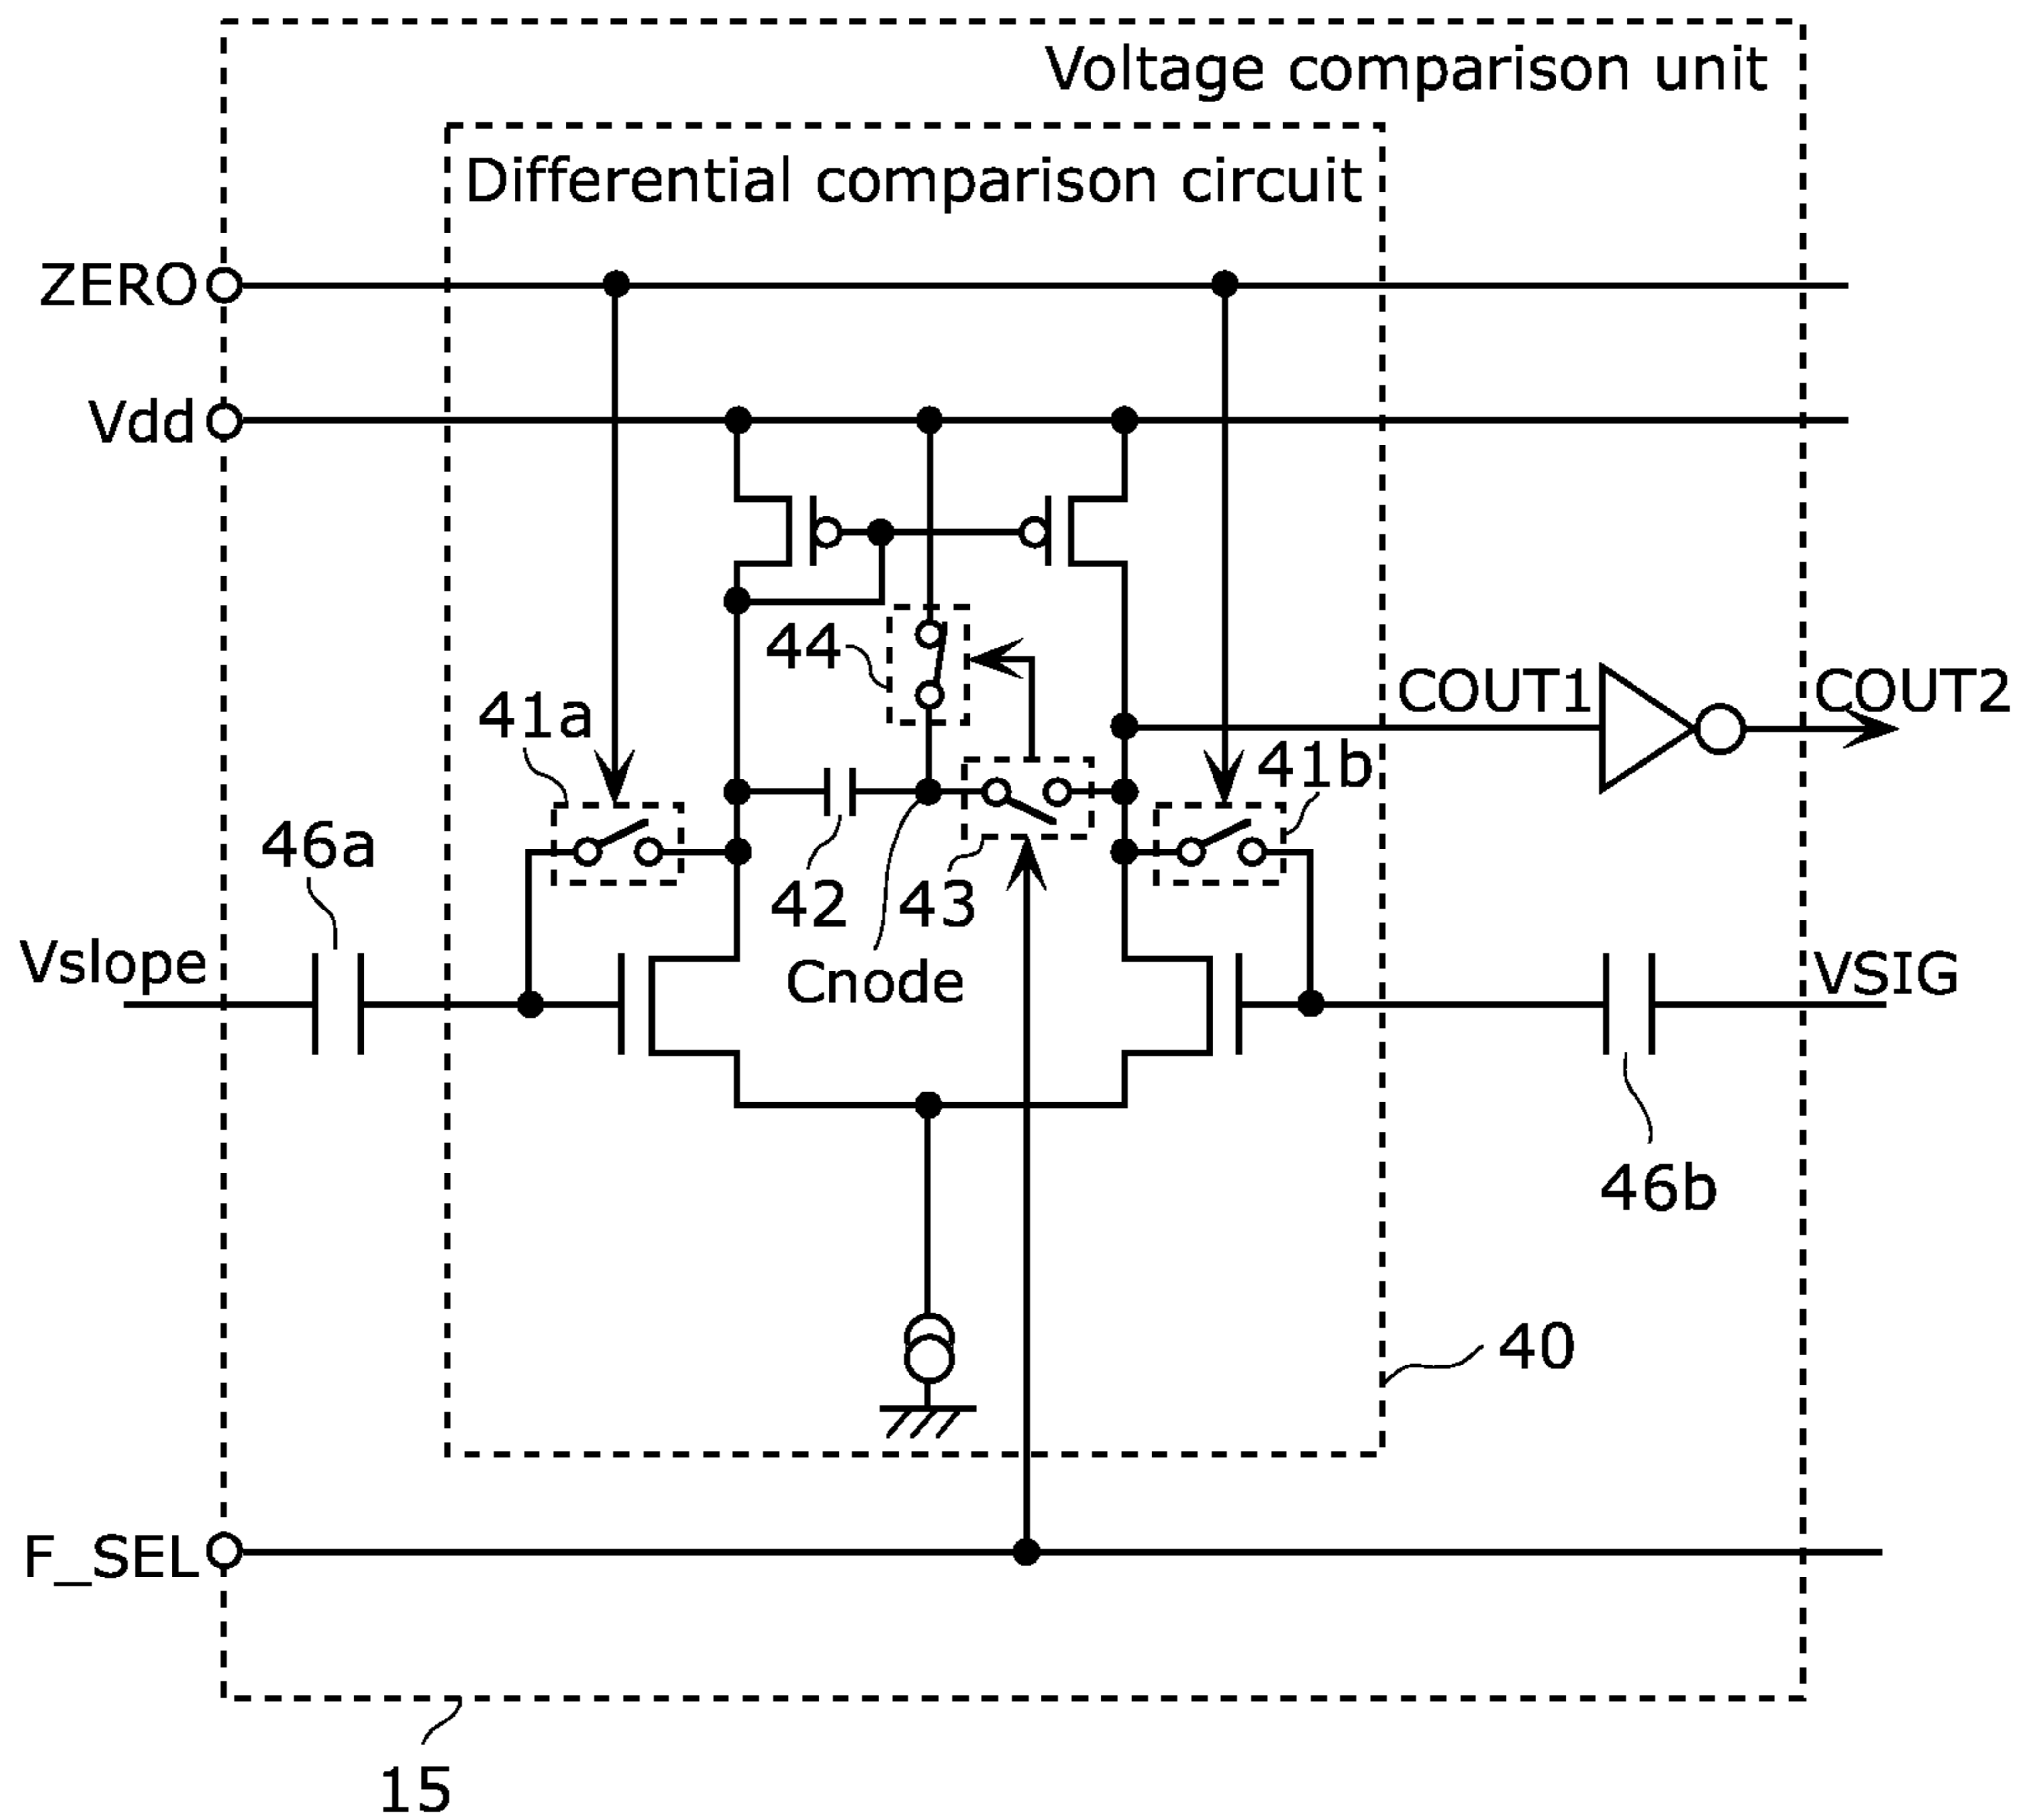 Voltage comparison unit
Differential comparison circuit
ZERO
Vdd
44
41a
COUT1
COUT2
41b
46a
42
43
Vslope
Cnode
VSIG
46b
40
F_SEL
15